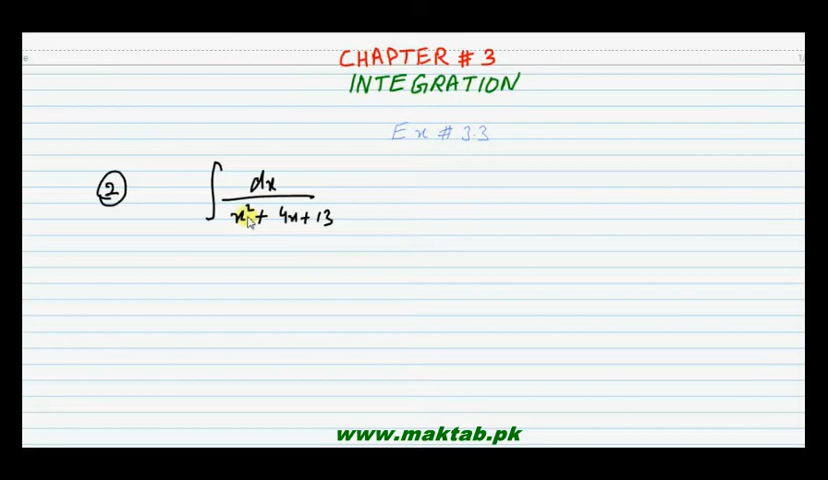 CHAPTER # 3
INTEGRATION
Ex # 3.3
② ∫ dx
x² + 4x + 13
www.maktab.pk